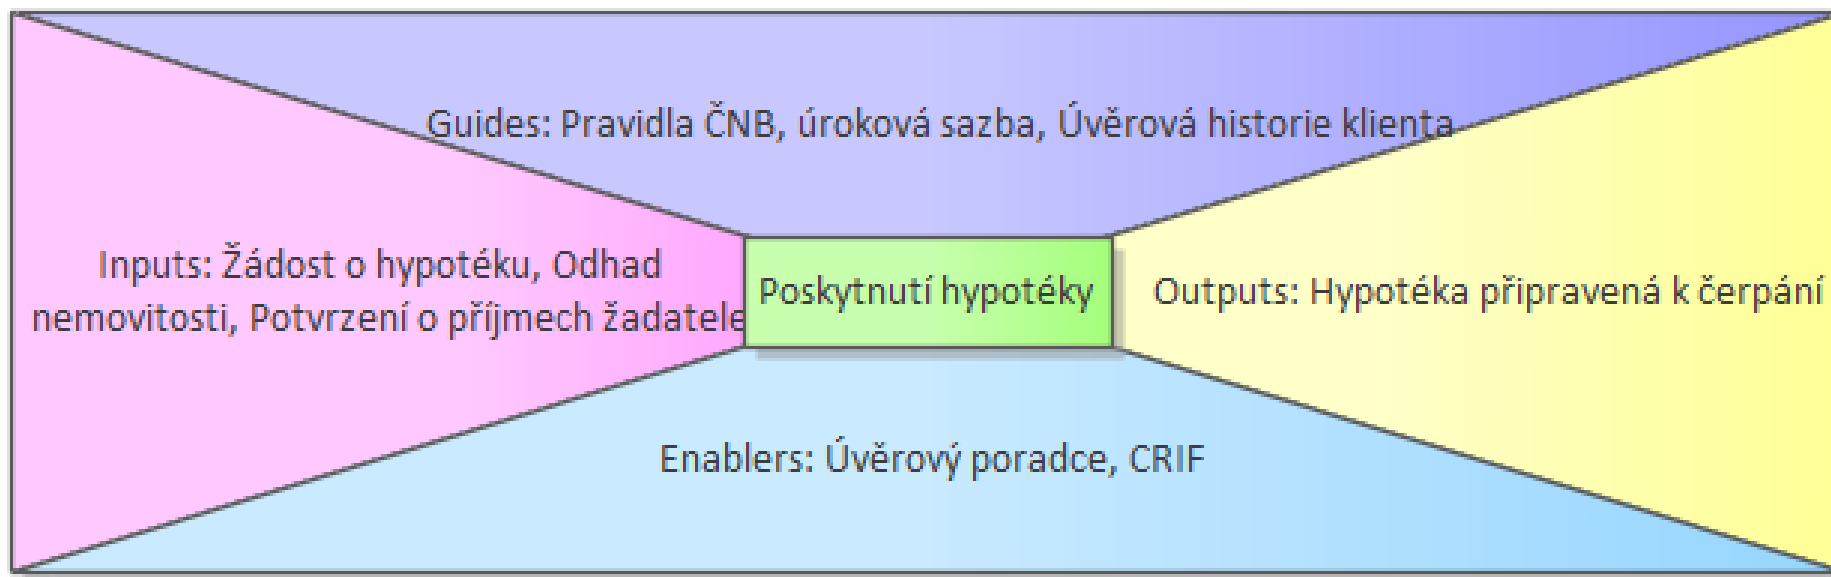 Guides: Pravidla ČNB, úroková sazba, Úvěrová historie klienta
Inputs: Žádost o hypotéku, Odhad
nemovitosti, Potvrzení o příjmech žadatele
Poskytnutí hypotéky
Outputs: Hypotéka připravená k čerpání
Enablers: Úvěrový poradce, CRIF